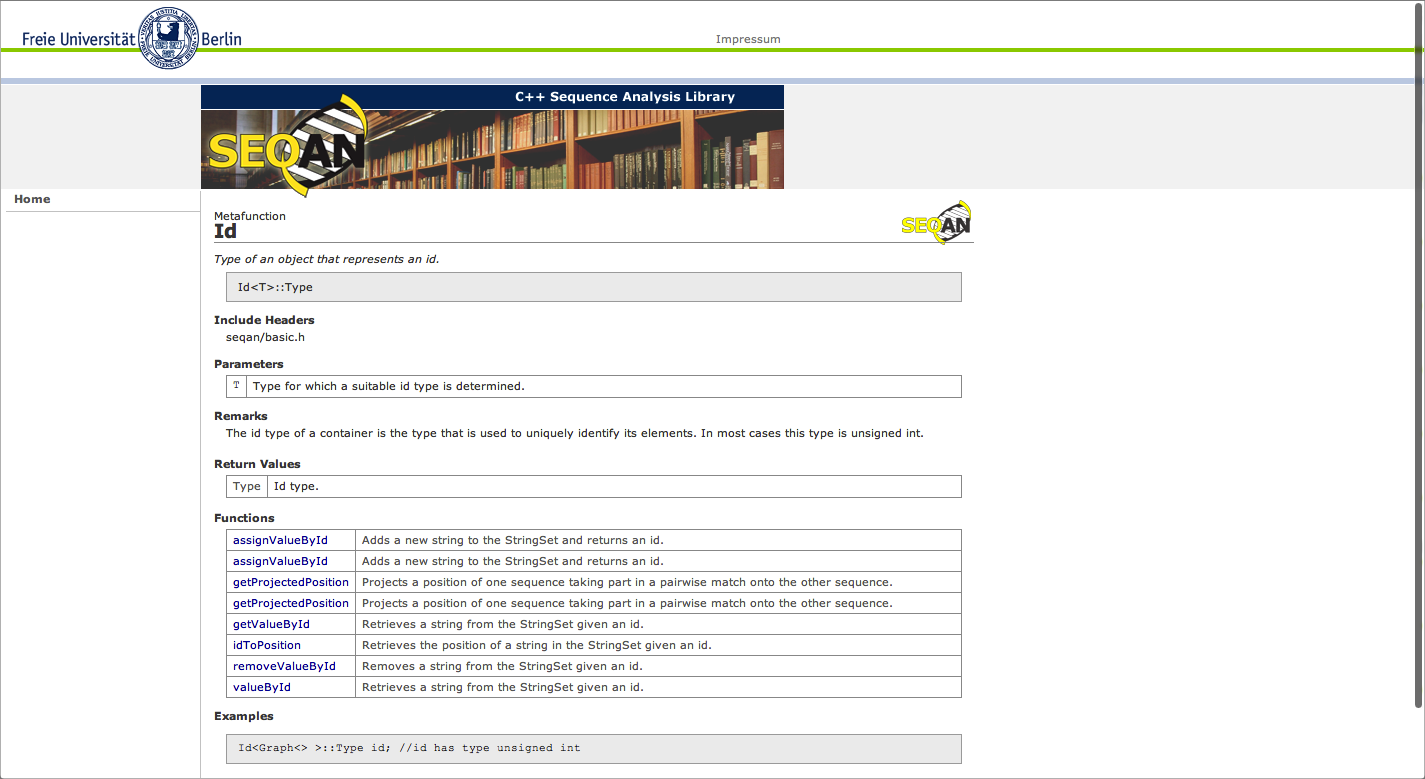 Freie Universität Berlin
Impressum
C++ Sequence Analysis Library
SEQAN
Home
Metafunction
Id
SEQAN
Type of an object that represents an id.
Id<T>::Type
Include Headers
seqan/basic.h
Parameters
T Type for which a suitable id type is determined.
Remarks
The id type of a container is the type that is used to uniquely identify its elements. In most cases this type is unsigned int.
Return Values
Type Id type.
Functions
assignValueById Adds a new string to the StringSet and returns an id.
assignValueById Adds a new string to the StringSet and returns an id.
getProjectedPosition Projects a position of one sequence taking part in a pairwise match onto the other sequence.
getProjectedPosition Projects a position of one sequence taking part in a pairwise match onto the other sequence.
getValueById Retrieves a string from the StringSet given an id.
idToPosition Retrieves the position of a string in the StringSet given an id.
removeValueById Removes a string from the StringSet given an id.
valueById Retrieves a string from the StringSet given an id.
Examples
Id<Graph<> >::Type id; //id has type unsigned int